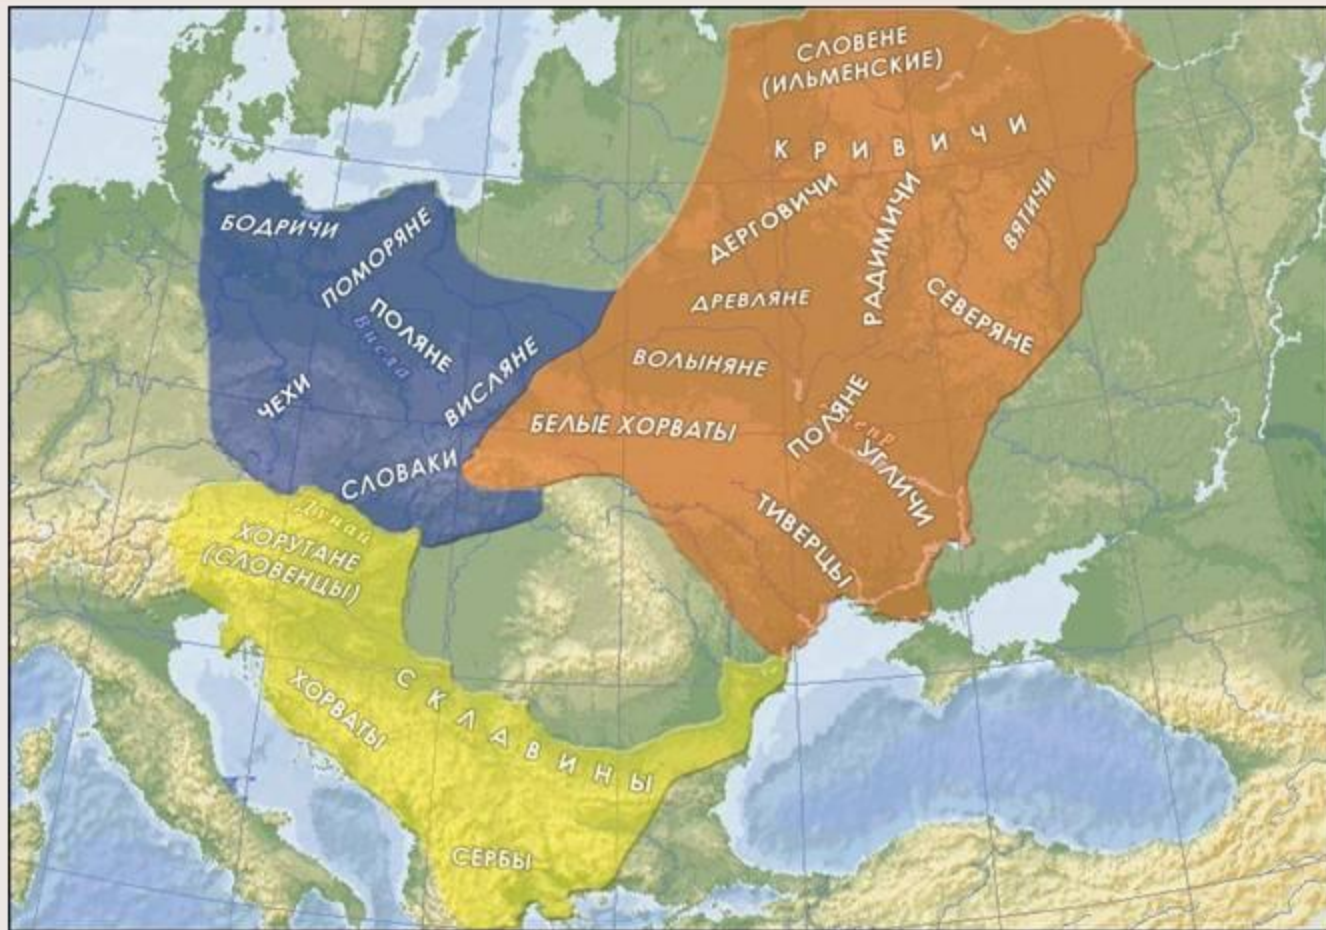 СЛОВЕНЕ
(ИЛЬМЕНСКИЕ)
КРИВИЧИ
ДЕРГОВИЧИ
РАДИМИЧИ
ВЯТИЧИ
БОДРИЧИ
ПОМОРЯНЕ
ПОЛЯНЕ
Висла
ДРЕВЛЯНЕ
СЕВЕРЯНЕ
ЧЕХИ
ВИСЛЯНЕ
ВОЛЫНЯНЕ
БЕЛЫЕ ХОРВАТЫ
ПОЛЯНЕ
УГЛИЧИ
СЛОВАКИ
ТИВЕРЦЫ
Дунай
ХОРУТАНЕ
(СЛОВЕНЦЫ)
ХОРВАТЫ
СКЛАВИНЫ
СЕРБЫ